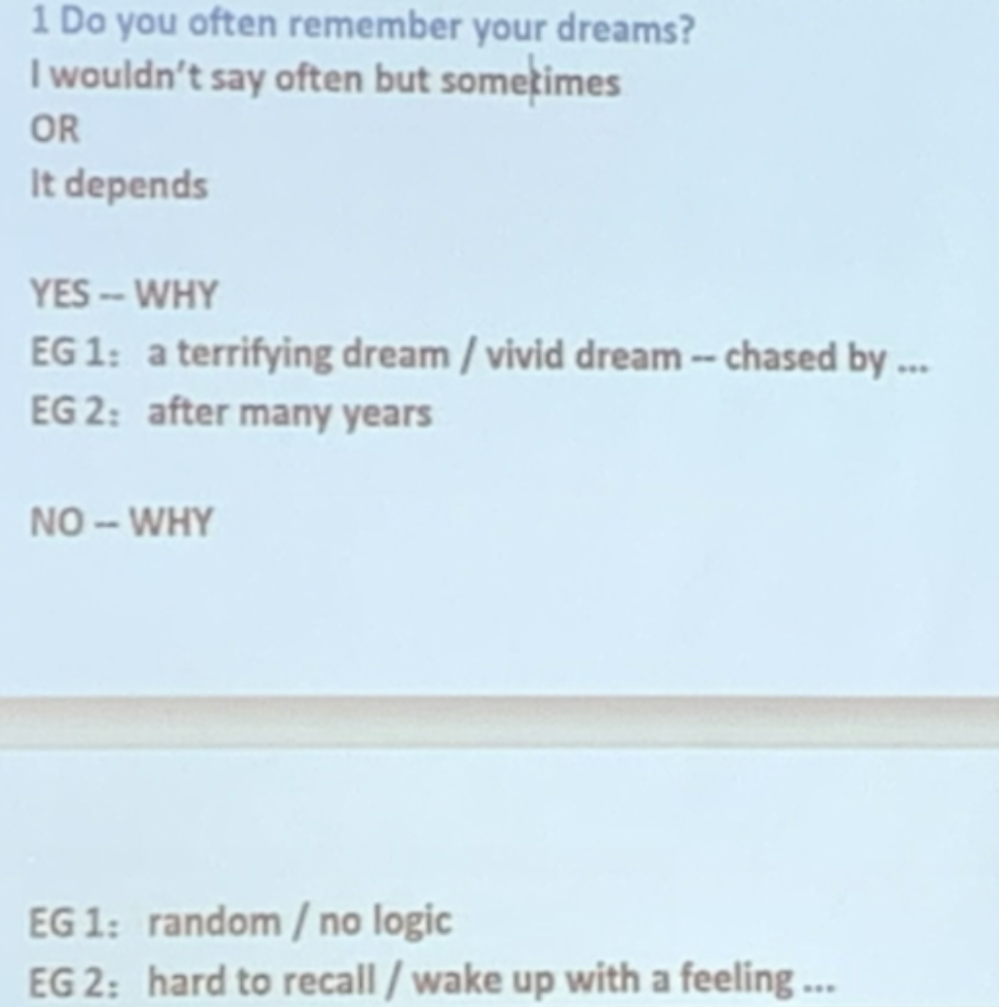 1 Do you often remember your dreams?
I wouldn't say often but sometimes
OR
It depends
YES -- WHY
EG 1: a terrifying dream / vivid dream -- chased by ...
EG 2: after many years
NO -- WHY
EG 1: random / no logic
EG 2: hard to recall / wake up with a feeling ...